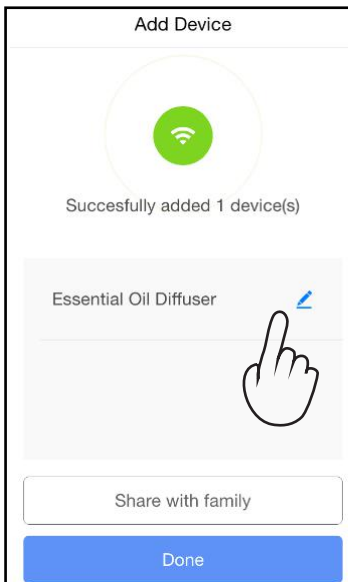 Add Device
Succesfully added 1 device(s)
Essential Oil Diffuser
Share with family
Done